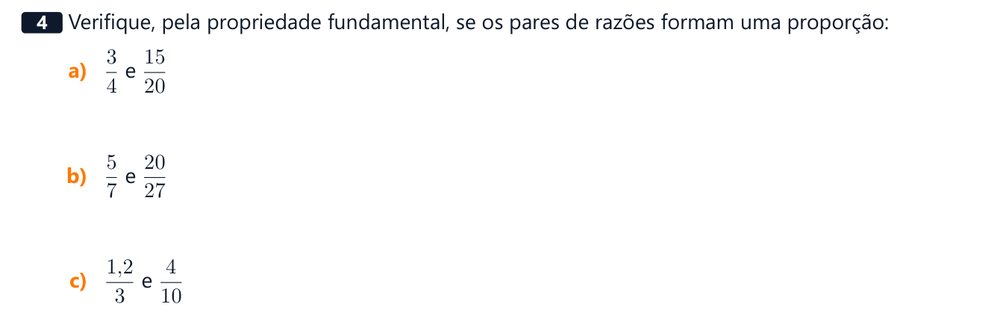 4 Verifique, pela propriedade fundamental, se os pares de razões formam uma proporção:
a) 3/4 e 15/20
b) 5/7 e 20/27
c) 1,2/3 e 4/10